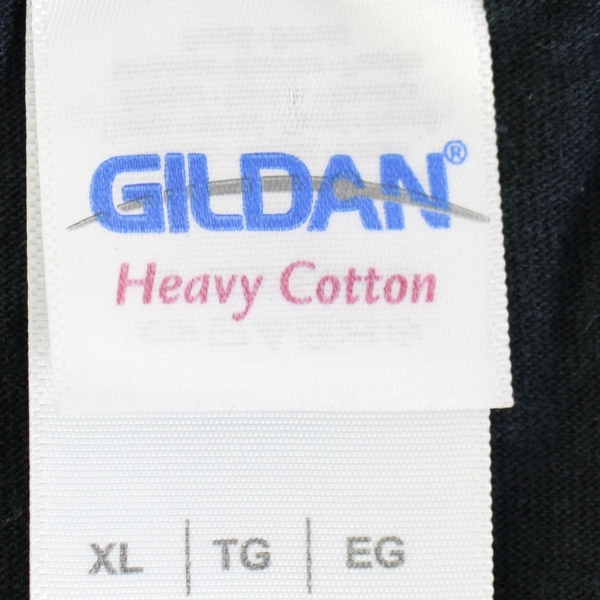 GILDAN®
Heavy Cotton
XL | TG | EG